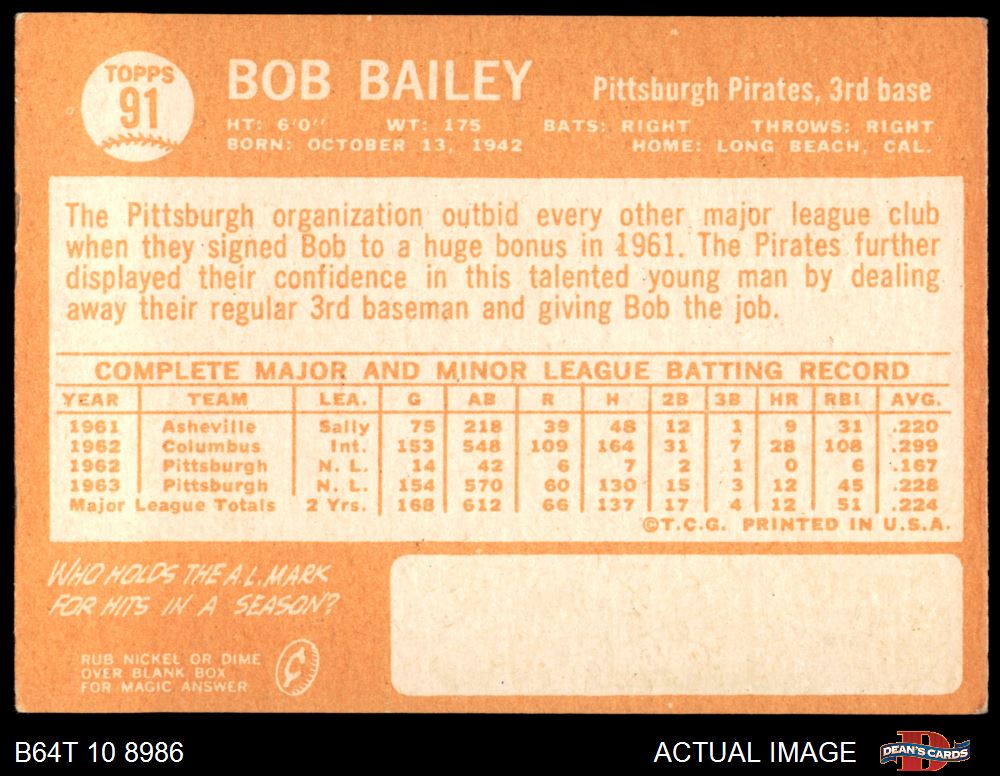 TOPPS
91
BOB BAILEY
Pittsburgh Pirates, 3rd base
HT: 6'0" WT: 175 BATS: RIGHT THROWS: RIGHT
BORN: OCTOBER 13, 1942 HOME: LONG BEACH, CAL.
The Pittsburgh organization outbid every other major league club
when they signed Bob to a huge bonus in 1961. The Pirates further
displayed their confidence in this talented young man by dealing
away their regular 3rd baseman and giving Bob the job.
COMPLETE MAJOR AND MINOR LEAGUE BATTING RECORD
YEAR TEAM LEA. G AB R H 2B 3B HR RBI AVG.
1961 Asheville Sally 75 218 39 48 12 1 9 31 .220
1962 Columbus Int. 153 548 109 164 31 7 28 108 .299
1962 Pittsburgh N. L. 14 42 6 7 2 1 0 6 .167
1963 Pittsburgh N. L. 154 570 60 130 15 3 12 45 .228
Major League Totals 2 Yrs. 168 612 66 137 17 4 12 51 .224
©T.C.G. PRINTED IN U.S.A.
WHO HOLDS THE A.L. MARK
FOR HITS IN A SEASON?
RUB NICKEL OR DIME
OVER BLANK BOX
FOR MAGIC ANSWER
B64T 10 8986
ACTUAL IMAGE
DEAN'S CARDS